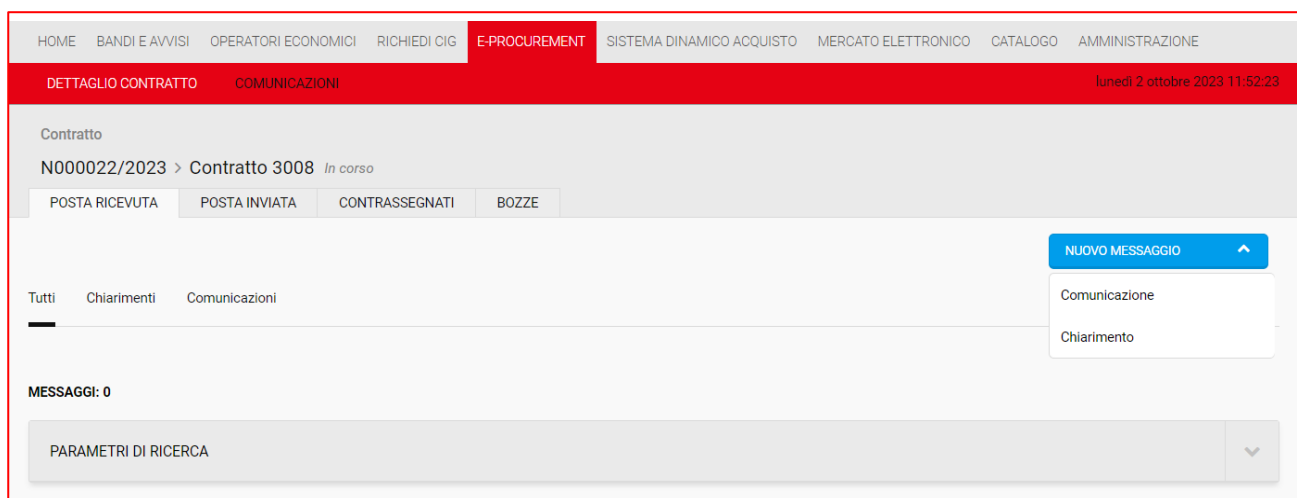 HOME BANDI E AVVISI OPERATORI ECONOMICI RICHIEDI CIG E-PROCUREMENT SISTEMA DINAMICO ACQUISTO MERCATO ELETTRONICO CATALOGO AMMINISTRAZIONE
DETTAGLIO CONTRATTO COMUNICAZIONI lunedì 2 ottobre 2023 11:52:23
Contratto
N000022/2023 > Contratto 3008 In corso
POSTA RICEVUTA POSTA INVIATA CONTRASSEGNATI BOZZE
NUOVO MESSAGGIO
Tutti Chiarimenti Comunicazioni Comunicazione
Chiarimento
MESSAGGI: 0
PARAMETRI DI RICERCA